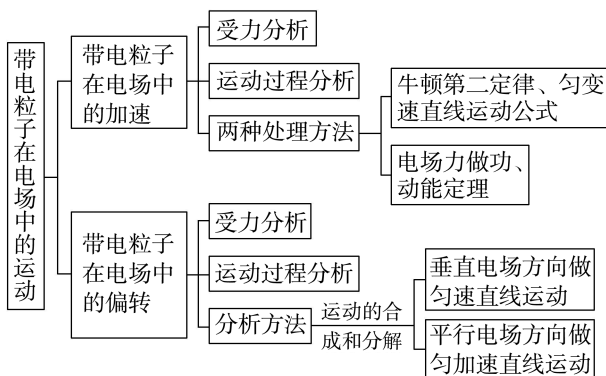 带电粒子在电场中的运动
带电粒子
在电场中
的加速
受力分析
运动过程分析
两种处理方法
牛顿第二定律、匀变
速直线运动公式
电场力做功、
动能定理
带电粒子
在电场中
的偏转
受力分析
运动过程分析
分析方法
运动的合
成和分解
垂直电场方向做
匀速直线运动
平行电场方向做
匀加速直线运动